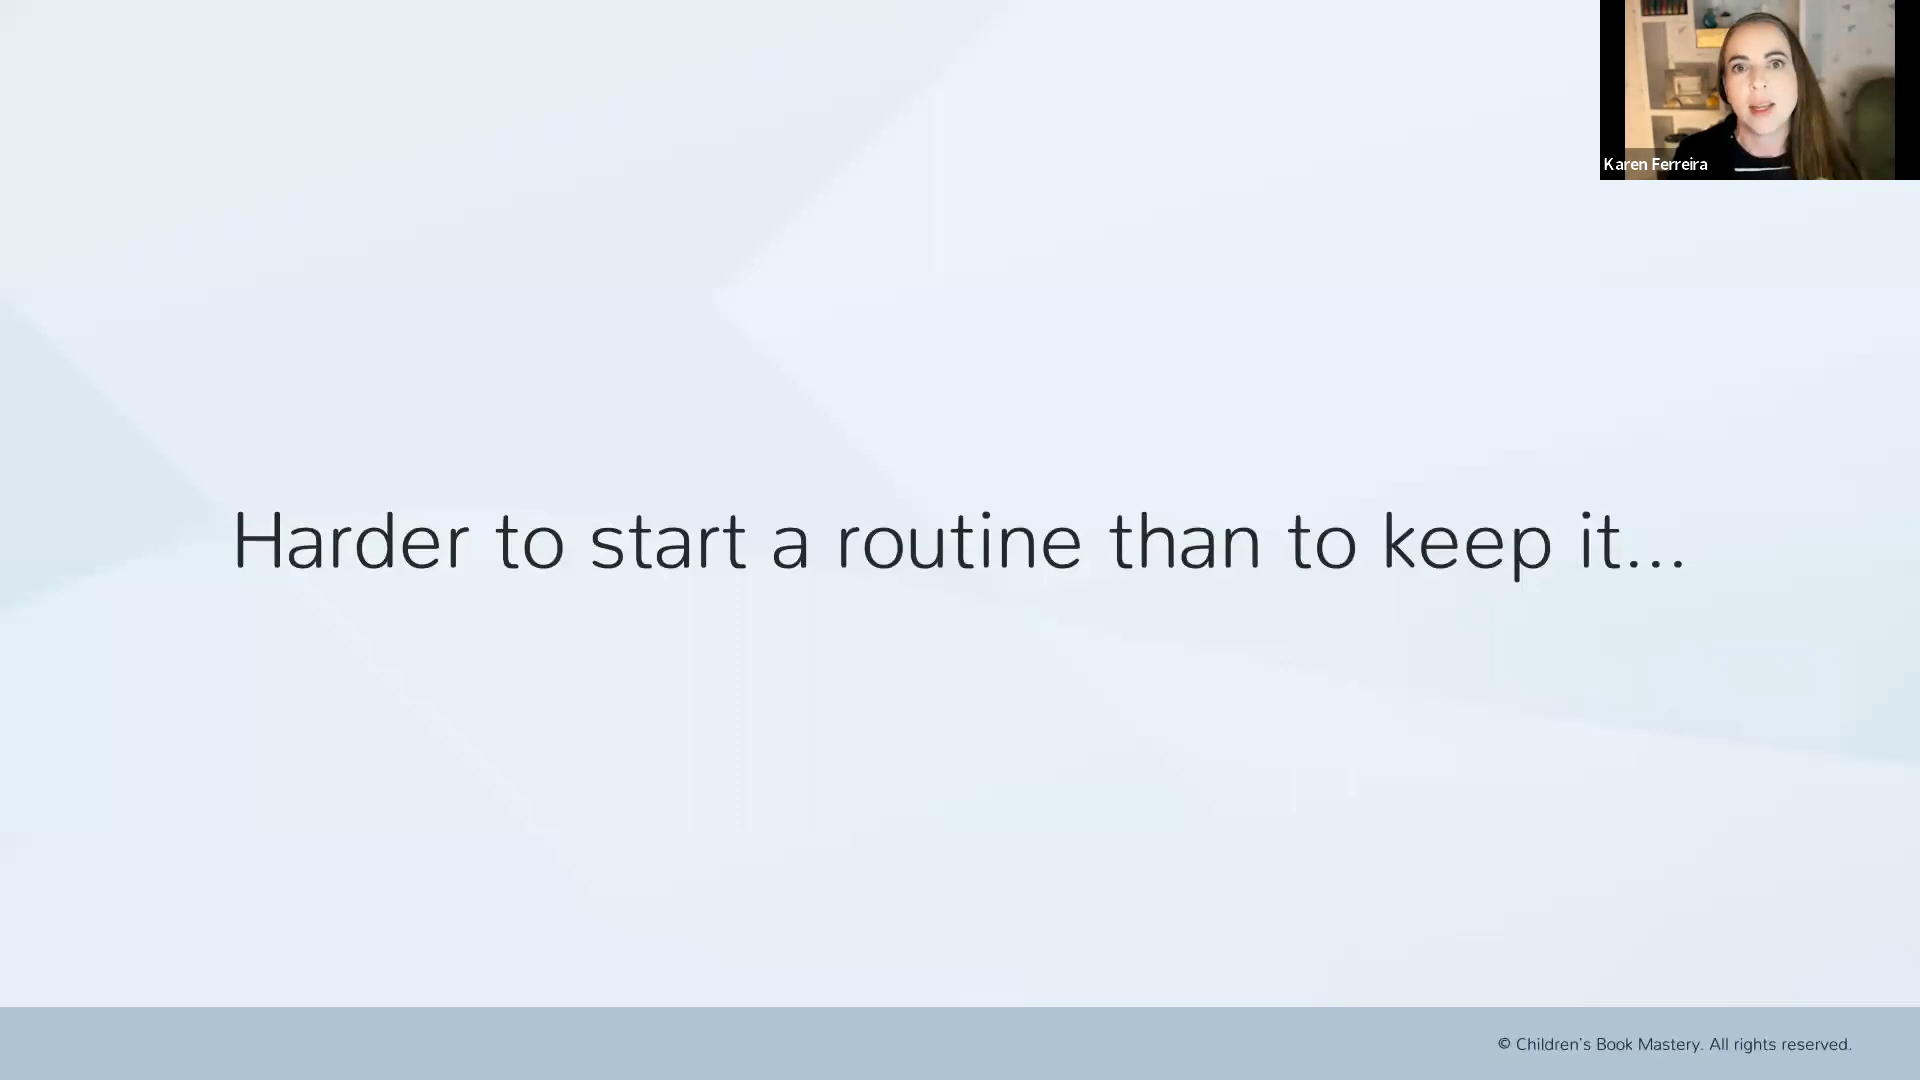 Karen Ferreira
Harder to start a routine than to keep it...
© Children's Book Mastery. All rights reserved.